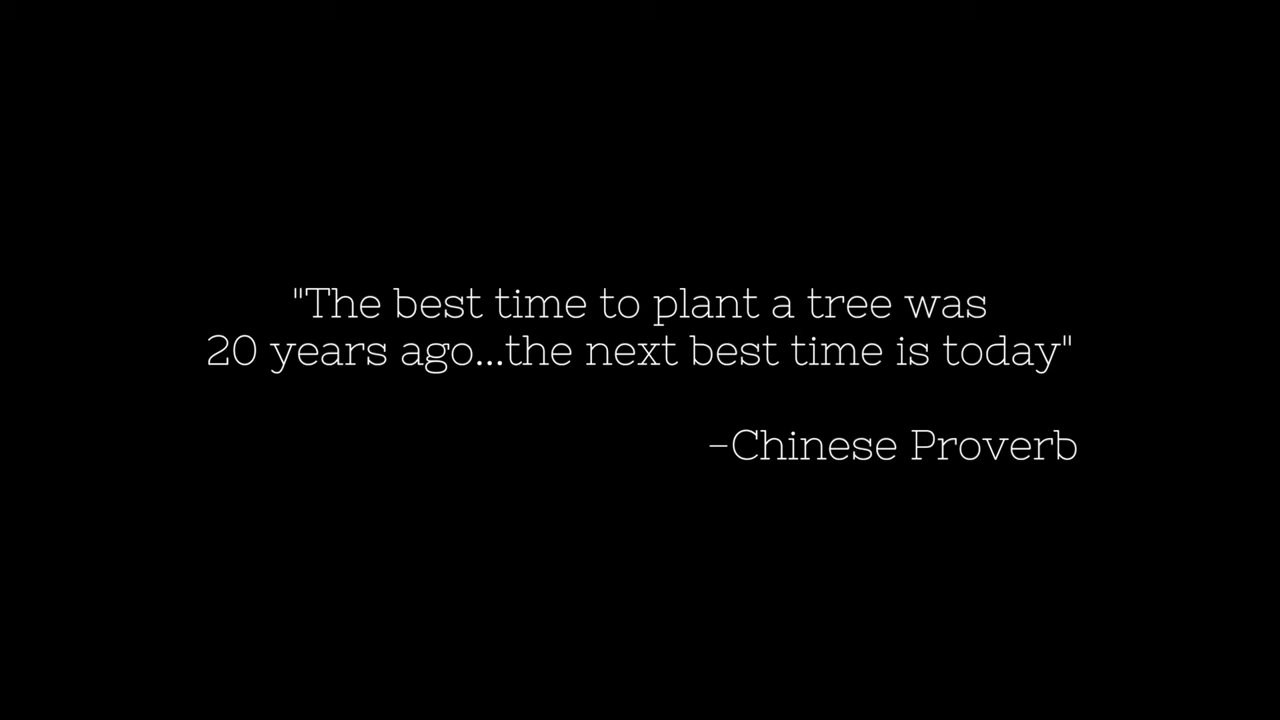 "The best time to plant a tree was
20 years ago...the next best time is today"
-Chinese Proverb